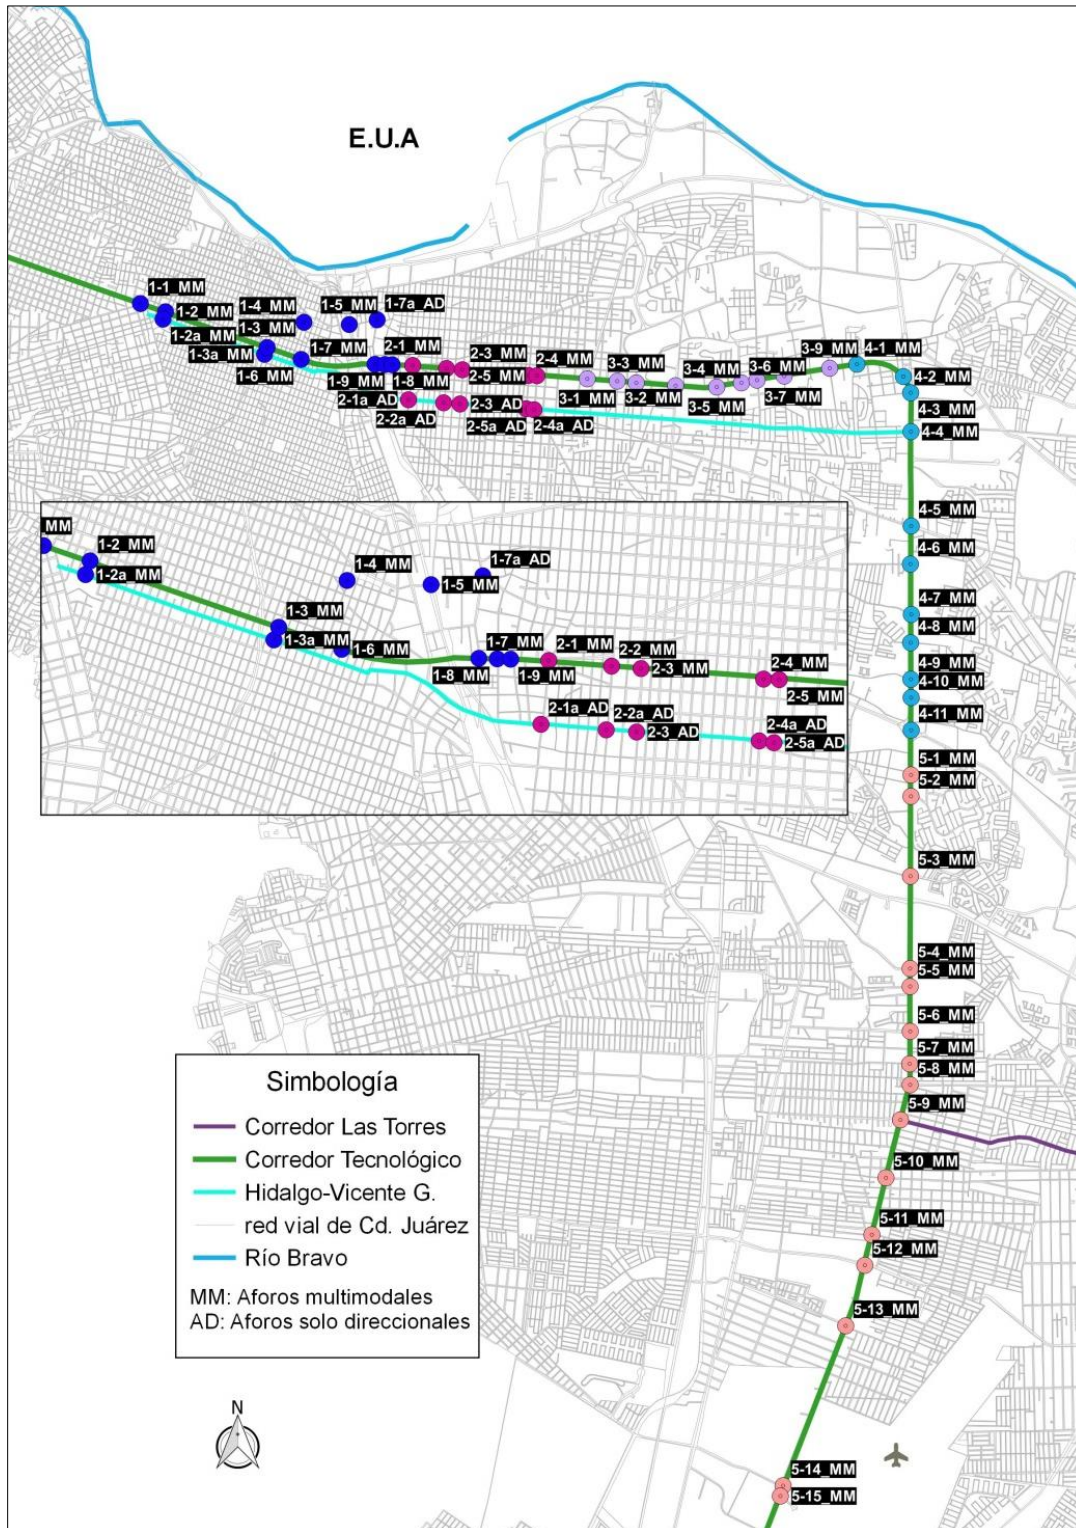 E.U.A
1-1_MM
1-2_MM
1-2a_MM
1-4_MM
1-3_MM
1-3a_MM
1-6_MM
1-5_MM
1-7a_AD
1-7_MM
2-1_MM
1-9_MM
1-8_MM
2-3_MM
2-5_MM
2-4_MM
2-1a_AD
2-2a_AD
2-3_AD
2-5a_AD
2-4a_AD
3-3_MM
3-1_MM
3-2_MM
3-4_MM
3-5_MM
3-6_MM
3-7_MM
3-9_MM
4-1_MM
4-2_MM
4-3_MM
4-4_MM
4-5_MM
4-6_MM
4-7_MM
4-8_MM
4-9_MM
4-10_MM
4-11_MM
5-1_MM
5-2_MM
5-3_MM
5-4_MM
5-5_MM
5-6_MM
5-7_MM
5-8_MM
5-9_MM
5-10_MM
5-11_MM
5-12_MM
5-13_MM
5-14_MM
5-15_MM
MM
1-2_MM
1-2a_MM
1-4_MM
1-7a_AD
1-5_MM
1-3_MM
1-3a_MM
1-6_MM
1-7_MM
1-8_MM
1-9_MM
2-1_MM
2-2_MM
2-3_MM
2-4_MM
2-5_MM
2-1a_AD
2-2a_AD
2-3_AD
2-4a_AD
2-5a_AD
Simbología
Corredor Las Torres
Corredor Tecnológico
Hidalgo-Vicente G.
red vial de Cd. Juárez
Río Bravo
MM: Aforos multimodales
AD: Aforos solo direccionales
N